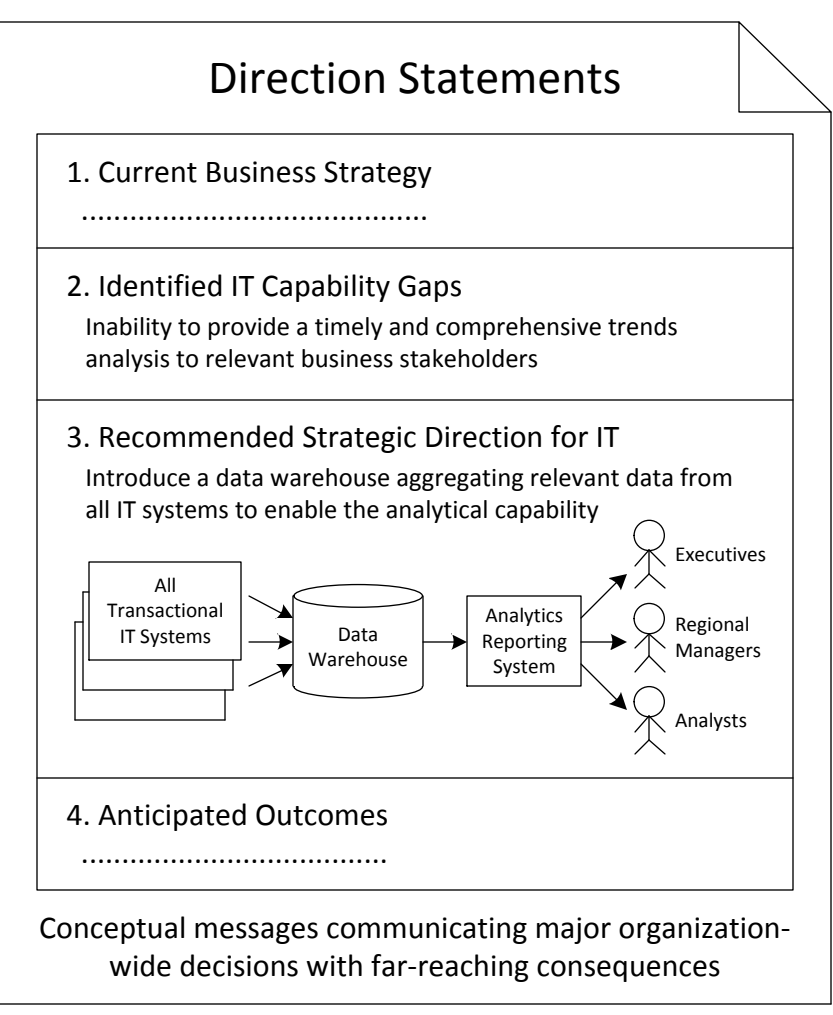 Direction Statements
1. Current Business Strategy
...........................................
2. Identified IT Capability Gaps
Inability to provide a timely and comprehensive trends
analysis to relevant business stakeholders
3. Recommended Strategic Direction for IT
Introduce a data warehouse aggregating relevant data from
all IT systems to enable the analytical capability
All
Transactional
IT Systems
Data
Warehouse
Analytics
Reporting
System
Executives
Regional
Managers
Analysts
4. Anticipated Outcomes
......................................
Conceptual messages communicating major organization-
wide decisions with far-reaching consequences